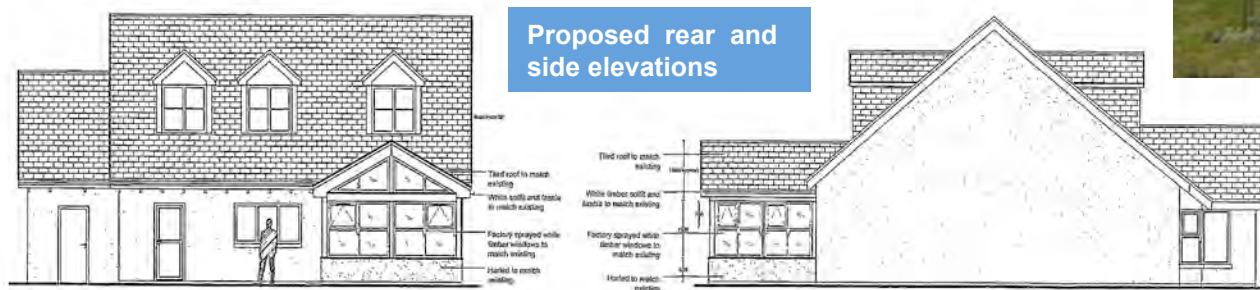 Proposed rear and
side elevations
Tiled roof to match
existing
White soffit and fascia
to match existing
Factory sprayed white
timber windows to
match existing
Harled to match
existing
Tiled roof to match
existing
White timber soffit and
fascia to match existing
Factory sprayed white
timber windows to
match existing
Harled to match
existing